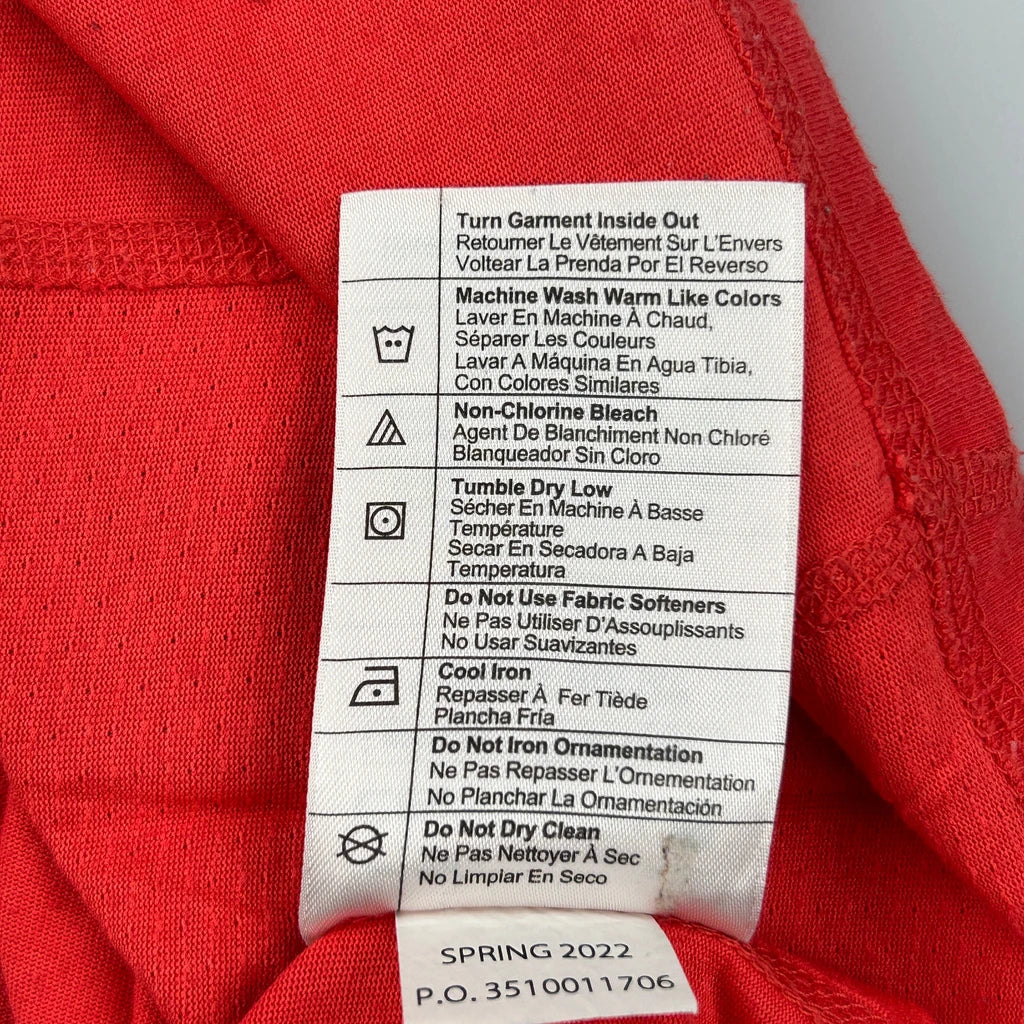 Turn Garment Inside Out
Retourner Le Vêtement Sur L'Envers
Voltear La Prenda Por El Reverso
Machine Wash Warm Like Colors
Laver En Machine À Chaud,
Séparer Les Couleurs
Lavar A Máquina En Agua Tibia,
Con Colores Similares
Non-Chlorine Bleach
Agent De Blanchiment Non Chloré
Blanqueador Sin Cloro
Tumble Dry Low
Sécher En Machine À Basse
Température
Secar En Secadora A Baja
Temperatura
Do Not Use Fabric Softeners
Ne Pas Utiliser D'Assouplissants
No Usar Suavizantes
Cool Iron
Repasser À Fer Tiède
Plancha Fría
Do Not Iron Ornamentation
Ne Pas Repasser L'Ornementation
No Planchar La Ornamentación
Do Not Dry Clean
Ne Pas Nettoyer À Sec
No Limpiar En Seco
SPRING 2022
P.O. 3510011706